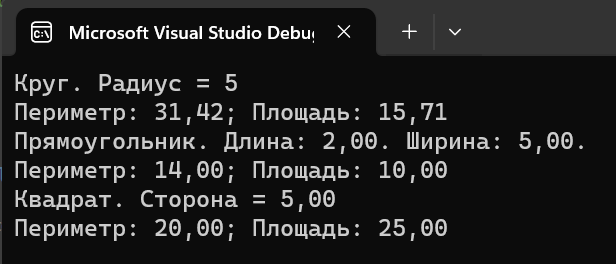 Microsoft Visual Studio Debu
Круг. Радиус = 5
Периметр: 31,42; Площадь: 15,71
Прямоугольник. Длина: 2,00. Ширина: 5,00.
Периметр: 14,00; Площадь: 10,00
Квадрат. Сторона = 5,00
Периметр: 20,00; Площадь: 25,00